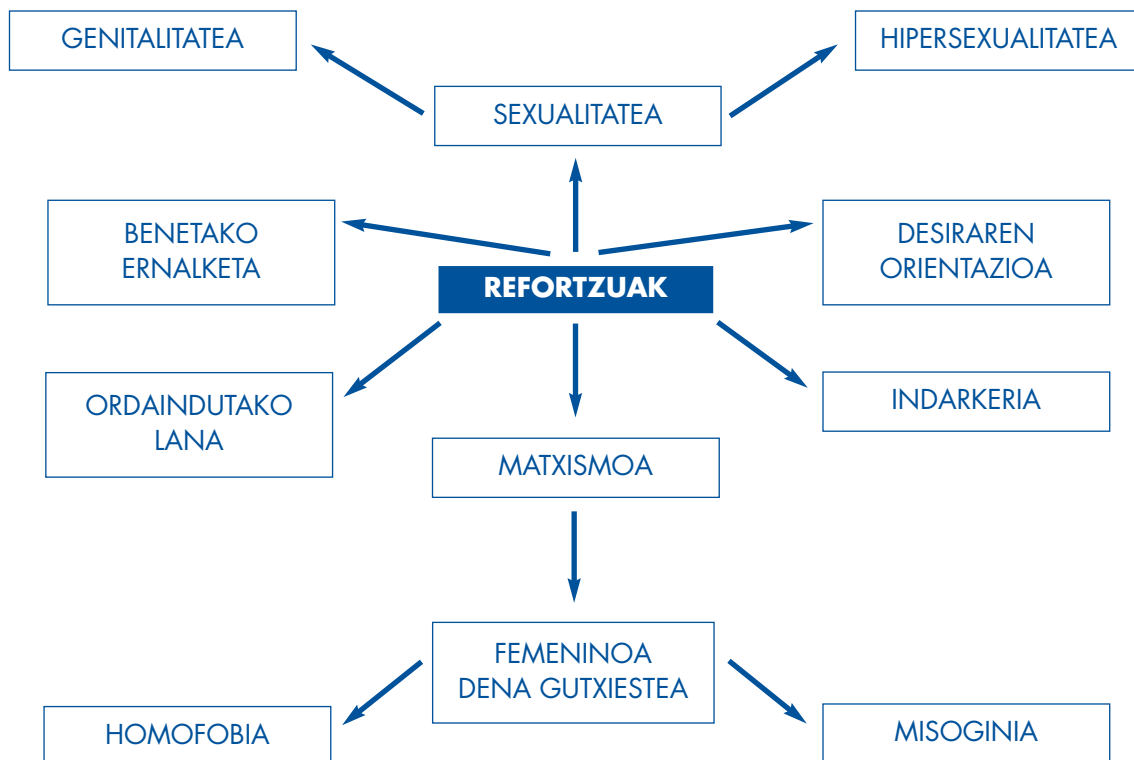 GENITALITATEA
HIPERSEXUALITATEA
SEXUALITATEA
BENETAKO
ERNALKETA
DESIRAREN
ORIENTAZIOA
REFORTZUAK
ORDAINDUTAKO
LANA
INDARKERIA
MATXISMOA
FEMENINOA
DENA GUTXIESTEA
HOMOFOBIA
MISOGINIA